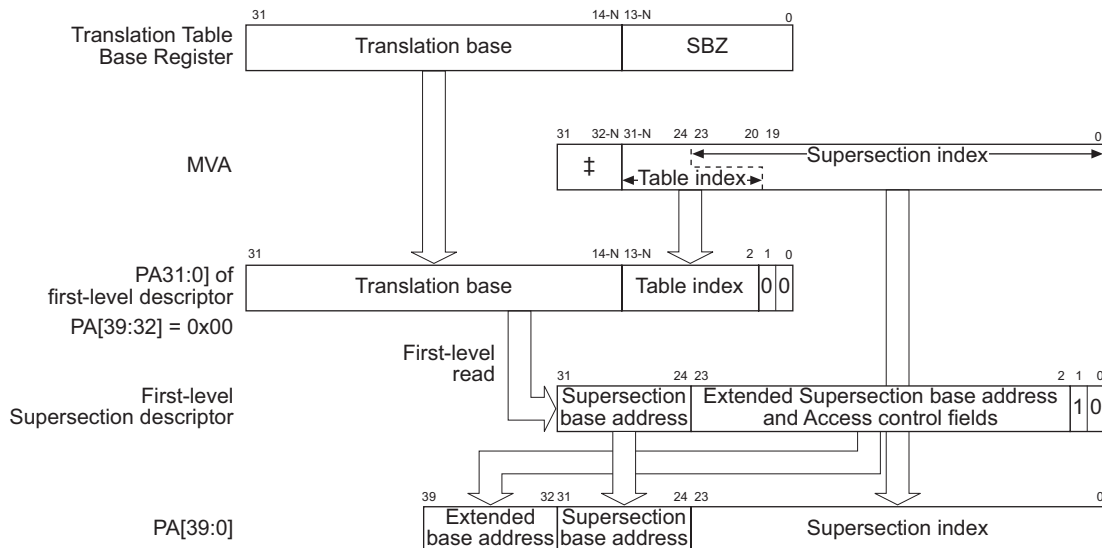 31 14-N 13-N 0
Translation Table
Base Register
Translation base
SBZ
31 32-N 31-N 24 23 20 19 0
MVA
‡
Supersection index
Table index
31 14-N 13-N 2 1 0
PA31:0] of
first-level descriptor
PA[39:32] = 0x00
Translation base
Table index
0 0
First-level
read
31 24 23 2 1 0
First-level
Supersection descriptor
Supersection
base address
Extended Supersection base address
and Access control fields
1 0
39 32 31 24 23 0
PA[39:0]
Extended
base address
Supersection
base address
Supersection index